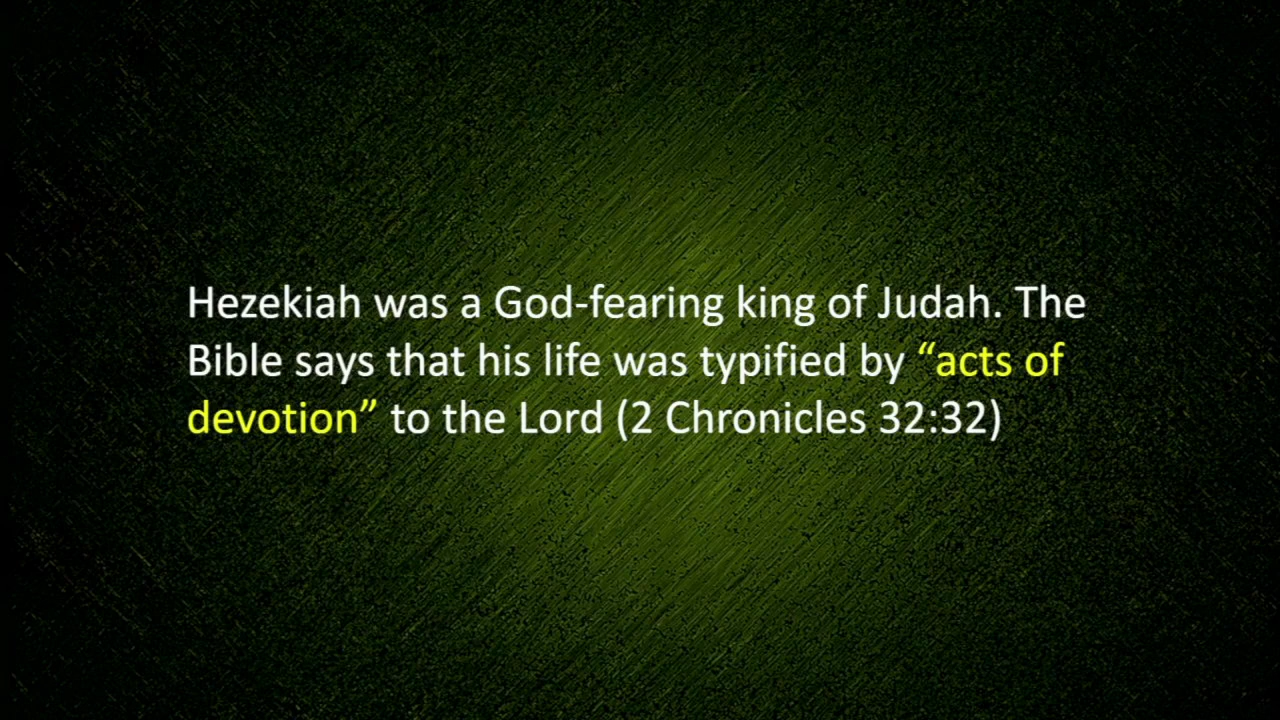 Hezekiah was a God-fearing king of Judah. The
Bible says that his life was typified by “acts of
devotion” to the Lord (2 Chronicles 32:32)